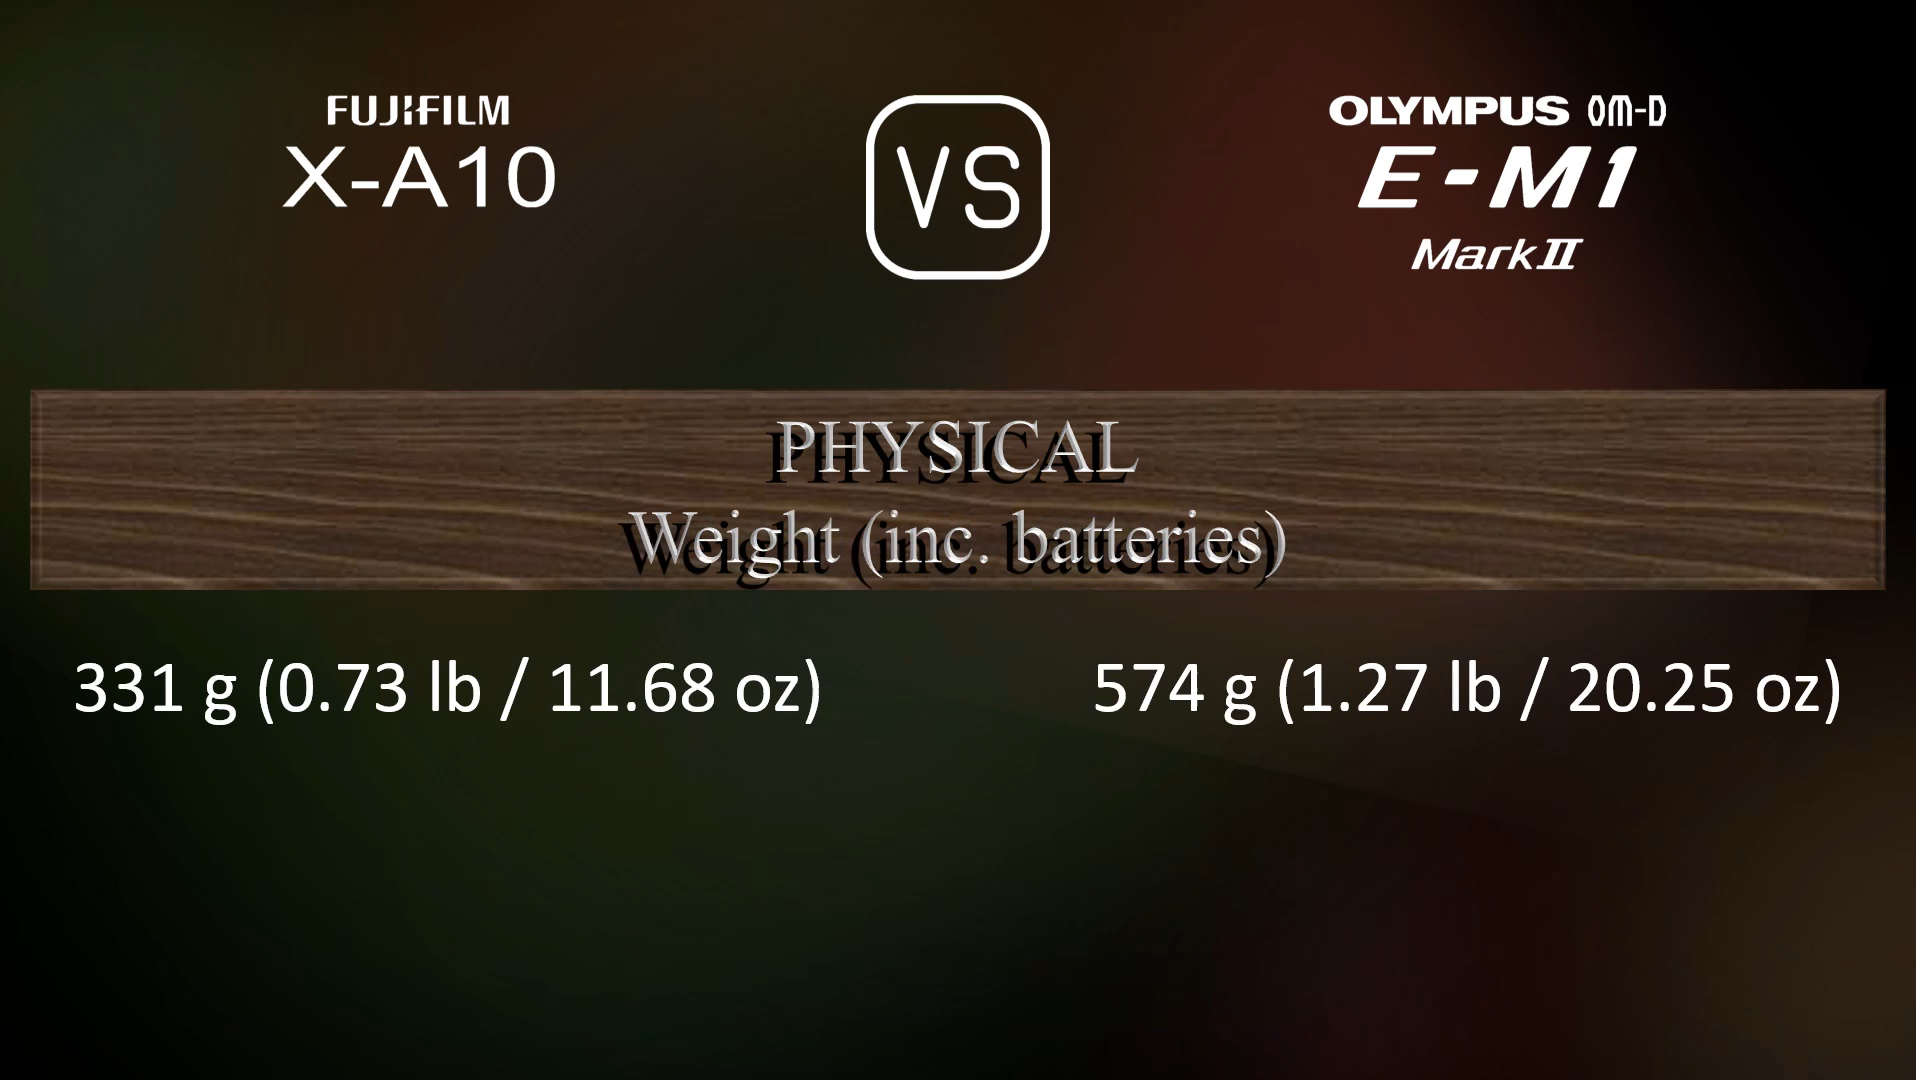 FUJIFILM
X-A10
VS
OLYMPUS OM-D
E-M1
Mark II
PHYSICAL
Weight (inc. batteries)
331 g (0.73 lb / 11.68 oz)
574 g (1.27 lb / 20.25 oz)